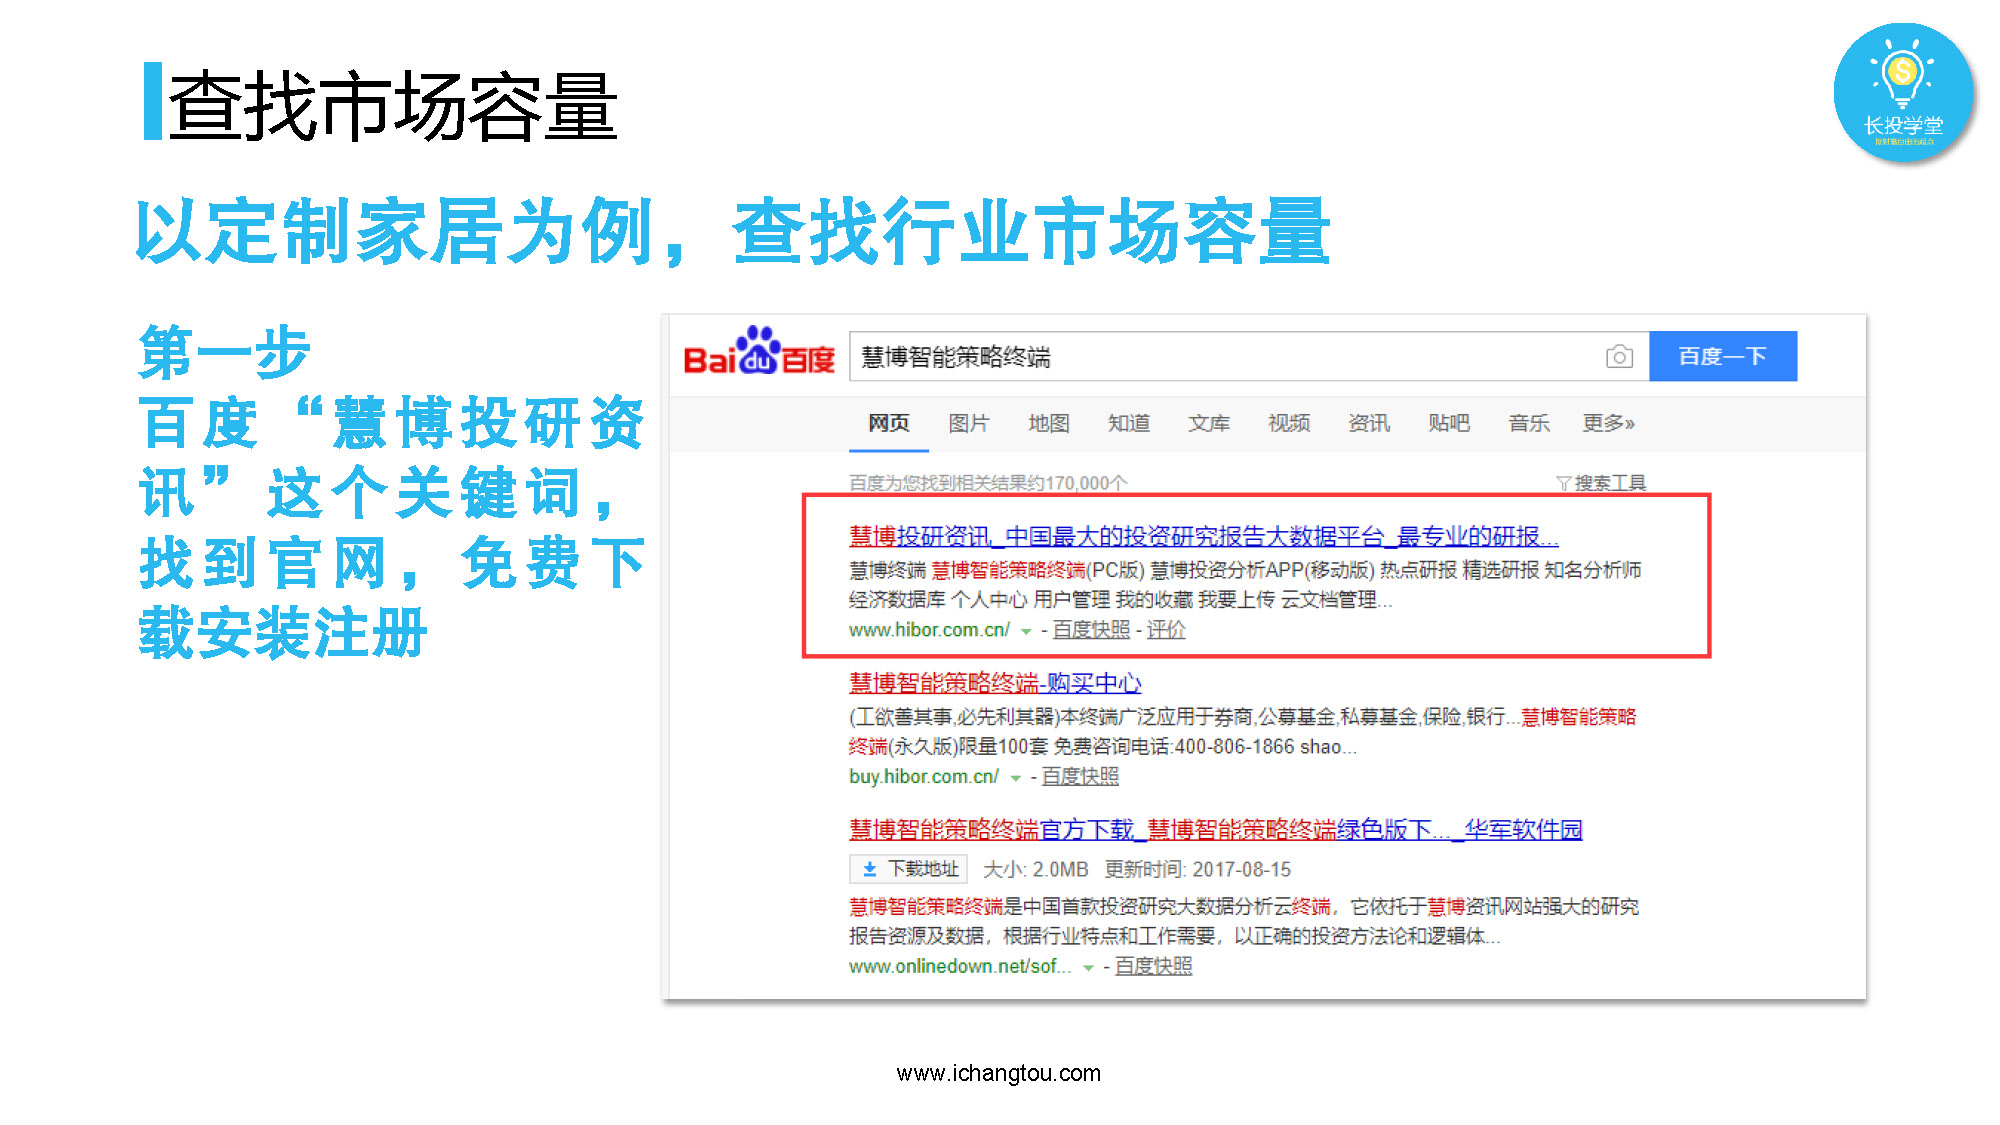 查找市场容量
长投学堂
以定制家居为例，查找行业市场容量
第一步
百度“慧博投研资
讯”这个关键词，
找到官网，免费下
载安装注册
Bai du 百度
慧博智能策略终端
百度一下
网页 图片 地图 知道 文库 视频 资讯 贴吧 音乐 更多»
百度为您找到相关结果约170,000个
搜索工具
慧博投研资讯_中国最大的投资研究报告大数据平台_最专业的研报...
慧博终端 慧博智能策略终端(PC版) 慧博投资分析APP(移动版) 热点研报 精选研报 知名分析师
经济数据库 个人中心 用户管理 我的收藏 我要上传 云文档管理...
www.hibor.com.cn/ - 百度快照 - 评价
慧博智能策略终端-购买中心
(工欲善其事,必先利其器)本终端广泛应用于券商,公募基金,私募基金,保险,银行...慧博智能策略
终端(永久版)限量100套 免费咨询电话:400-806-1866 shao...
buy.hibor.com.cn/ - 百度快照
慧博智能策略终端官方下载_慧博智能策略终端绿色版下..._华军软件园
下载地址 大小: 2.0MB 更新时间: 2017-08-15
慧博智能策略终端是中国首款投资研究大数据分析云终端，它依托于慧博资讯网站强大的研究
报告资源及数据，根据行业特点和工作需要，以正确的投资方法论和逻辑体...
www.onlinedown.net/sof... - 百度快照
www.ichangtou.com